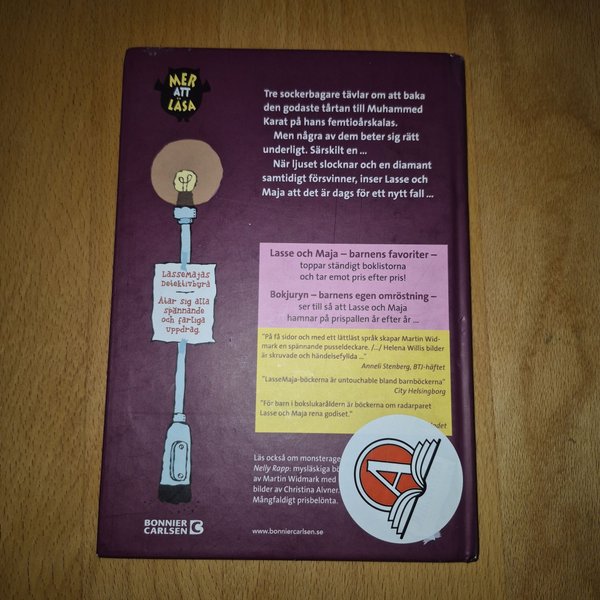 MER
ATT
LÄSA
Tre sockerbagare tävlar om att baka
den godaste tårtan till Muhammed
Karat på hans femtioårskalas.
Men några av dem beter sig rätt
underligt. Särskilt en ...
När ljuset slocknar och en diamant
samtidigt försvinner, inser Lasse och
Maja att det är dags för ett nytt fall ...
LasseMajas
Detektivbyrå
Åtar sig alla
spännande
och farliga
uppdrag.
Lasse och Maja – barnens favoriter –
toppar ständigt boklistorna
och tar emot pris efter pris!
Bokjuryn – barnens egen omröstning –
ser till så att Lasse och Maja
hamnar på prispallen år efter år ...
"På få sidor och med ett lättläst språk skapar Martin Wid-
mark en spännande pusseldeckare. /.../ Helena Willis bilder
är skruvade och händelsefyllda ..."
Anneli Stenberg, BTJ-häftet
"LasseMaja-böckerna är untouchable bland barnböckerna"
City Helsingborg
"För barn i bokslukaråldern är böckerna om radarparet
Lasse och Maja rena godiset."
Läs också om monsterage
Nelly Rapp: mysläskiga
av Martin Widmark med
bilder av Christina Alvner.
Mångfaldigt prisbelönta.
A
BONNIER
CARLSEN
www.bonniercarlsen.se